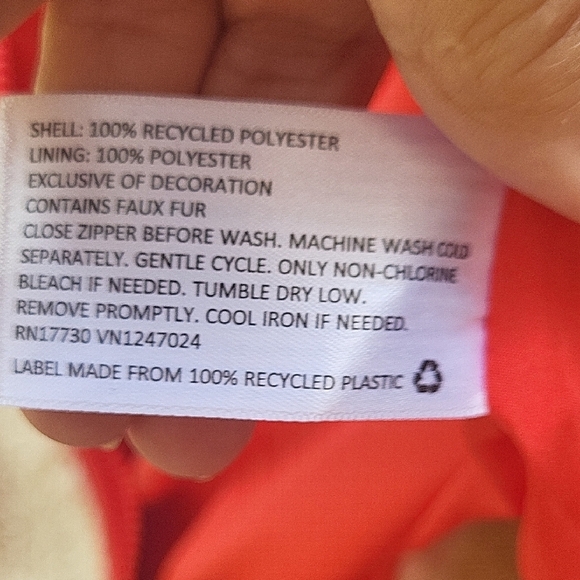 SHELL: 100% RECYCLED POLYESTER
LINING: 100% POLYESTER
EXCLUSIVE OF DECORATION
CONTAINS FAUX FUR
CLOSE ZIPPER BEFORE WASH. MACHINE WASH COLD
SEPARATELY. GENTLE CYCLE. ONLY NON-CHLORINE
BLEACH IF NEEDED. TUMBLE DRY LOW.
REMOVE PROMPTLY. COOL IRON IF NEEDED.
RN17730 VN1247024
LABEL MADE FROM 100% RECYCLED PLASTIC